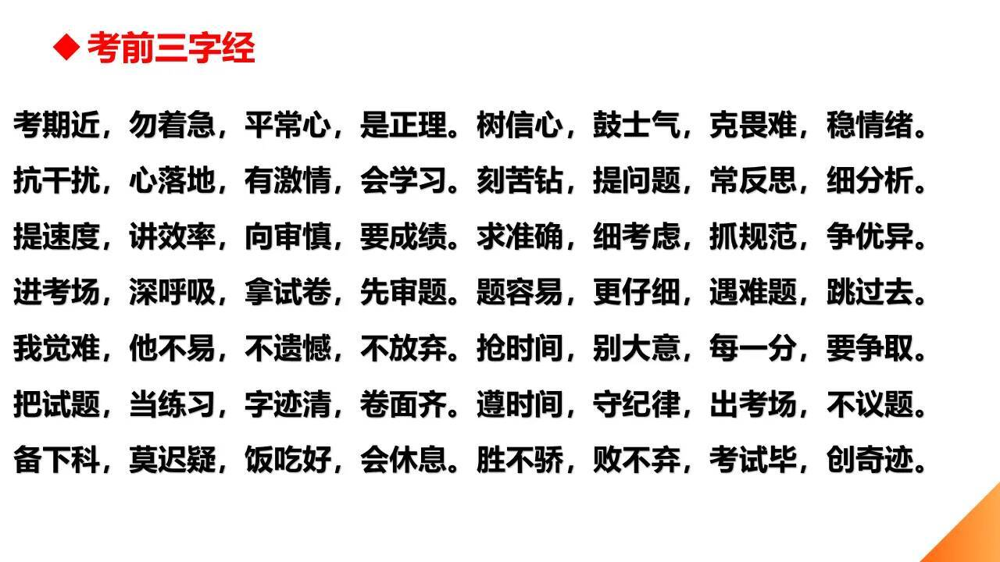 ◆ 考前三字经
考期近，勿着急，平常心，是正理。树信心，鼓士气，克畏难，稳情绪。
抗干扰，心落地，有激情，会学习。刻苦钻，提问题，常反思，细分析。
提速度，讲效率，向审慎，要成绩。求准确，细考虑，抓规范，争优异。
进考场，深呼吸，拿试卷，先审题。题容易，更仔细，遇难题，跳过去。
我觉难，他不易，不遗憾，不放弃。抢时间，别大意，每一分，要争取。
把试题，当练习，字迹清，卷面齐。遵时间，守纪律，出考场，不议题。
备下科，莫迟疑，饭吃好，会休息。胜不骄，败不弃，考试毕，创奇迹。